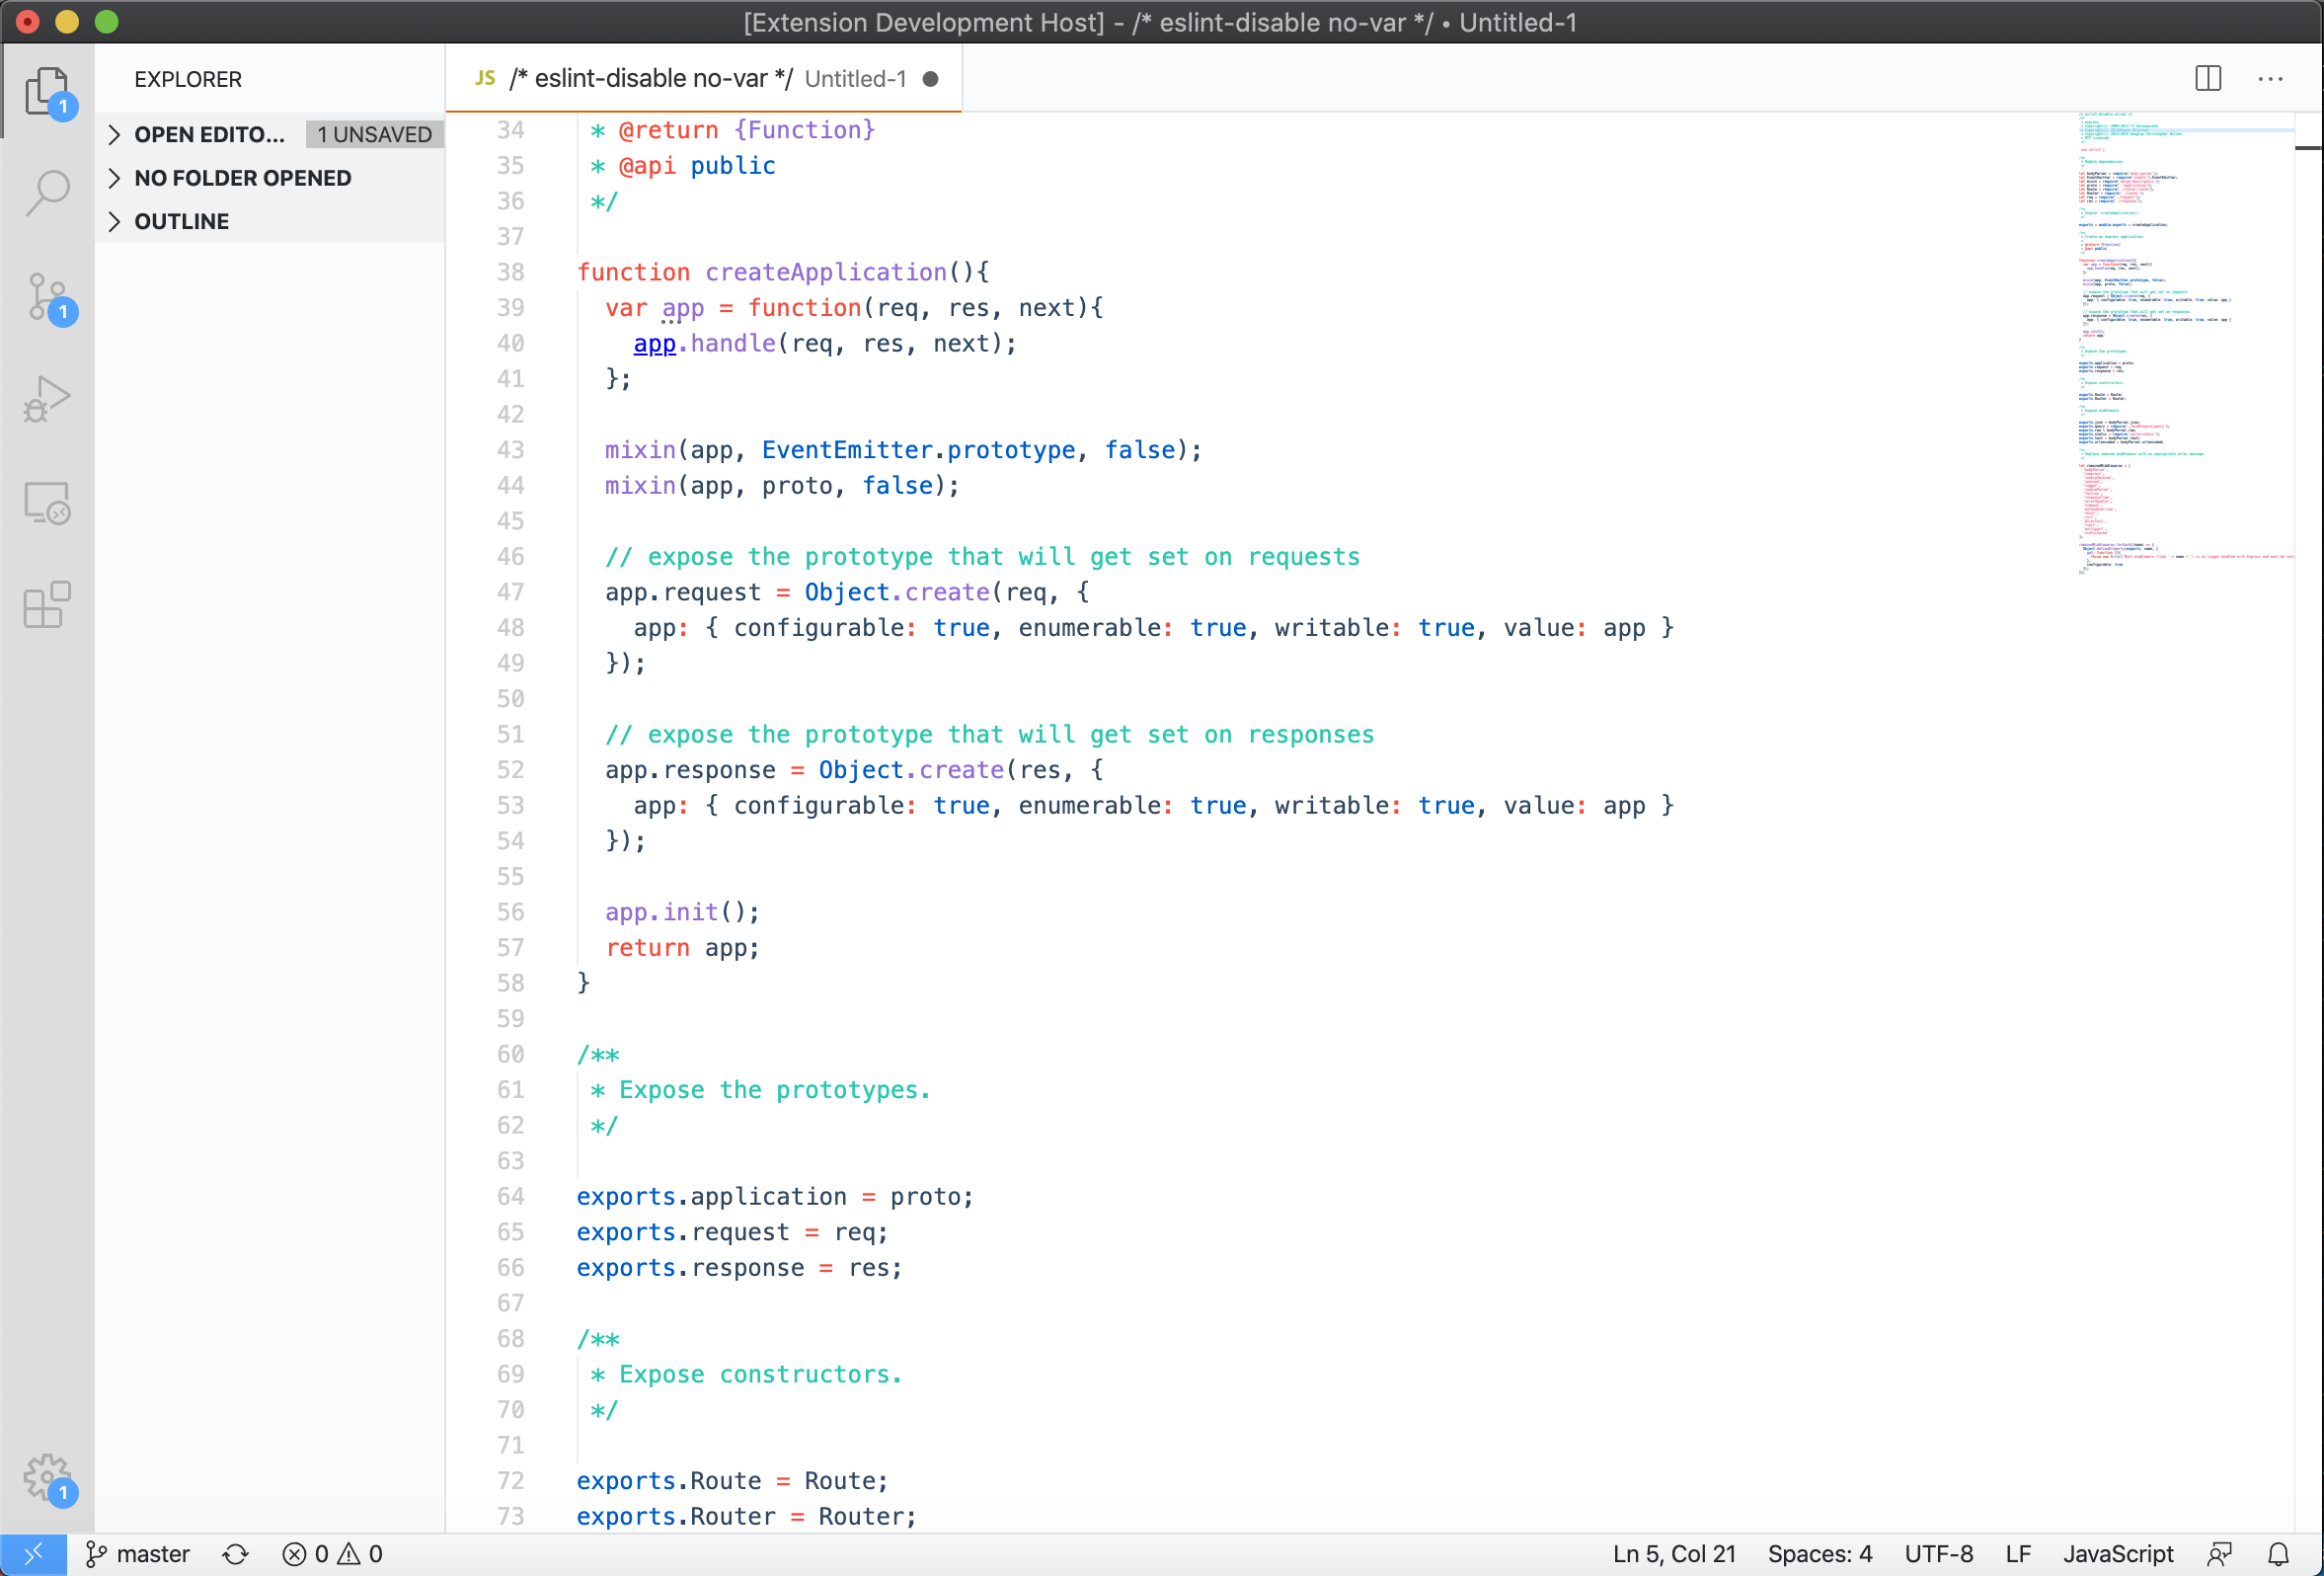 [Extension Development Host] - /* eslint-disable no-var */ • Untitled-1
EXPLORER
OPEN EDITO... 1 UNSAVED
NO FOLDER OPENED
OUTLINE
1
1
1
JS /* eslint-disable no-var */ Untitled-1
34  * @return {Function}
35  * @api public
36  */
37
38 function createApplication(){
39   var app = function(req, res, next){
40     app.handle(req, res, next);
41   };
42
43   mixin(app, EventEmitter.prototype, false);
44   mixin(app, proto, false);
45
46   // expose the prototype that will get set on requests
47   app.request = Object.create(req, {
48     app: { configurable: true, enumerable: true, writable: true, value: app }
49   });
50
51   // expose the prototype that will get set on responses
52   app.response = Object.create(res, {
53     app: { configurable: true, enumerable: true, writable: true, value: app }
54   });
55
56   app.init();
57   return app;
58 }
59
60 /**
61  * Expose the prototypes.
62  */
63
64 exports.application = proto;
65 exports.request = req;
66 exports.response = res;
67
68 /**
69  * Expose constructors.
70  */
71
72 exports.Route = Route;
73 exports.Router = Router;
master 0 0 Ln 5, Col 21 Spaces: 4 UTF-8 LF JavaScript